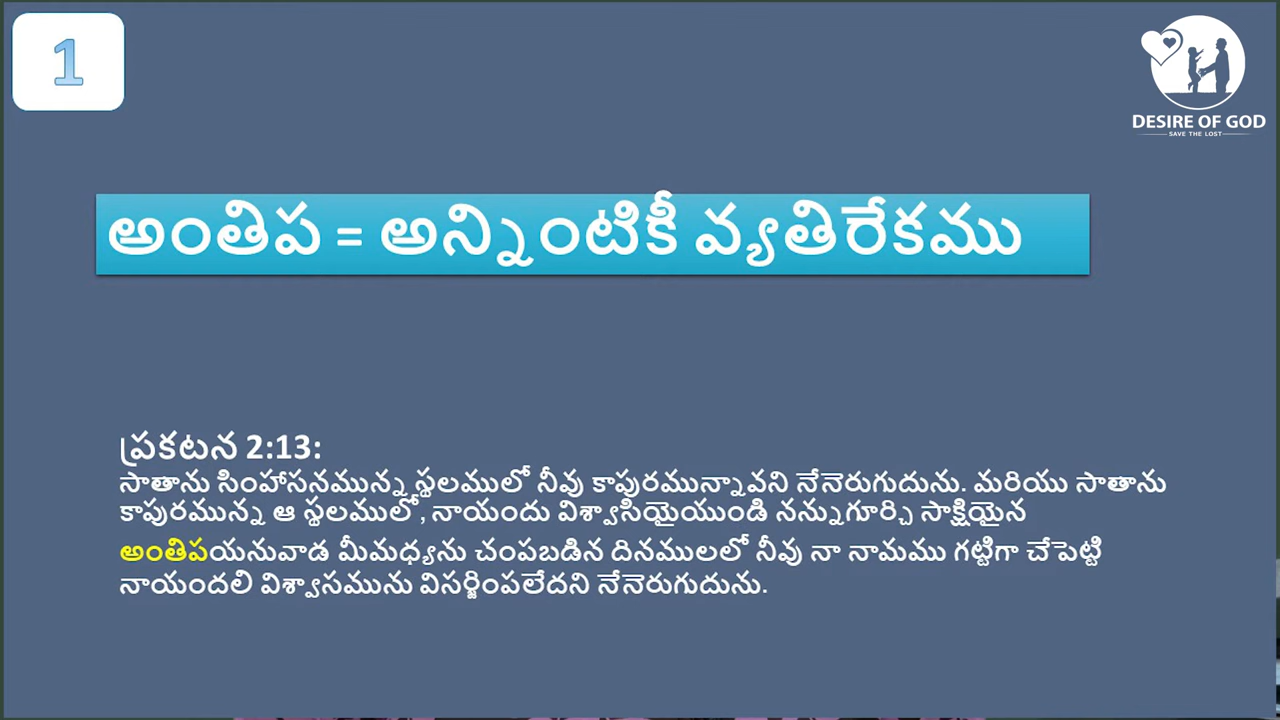 1
DESIRE OF GOD
SAVE THE LOST
అంతిప = అన్నింటికీ వ్యతిరేకము
ప్రకటన 2:13:
సాతాను సింహాసనమున్న స్థలములో నీవు కాపురమున్నావని నేనెరుగుదును. మరియు సాతాను
కాపురమున్న ఆ స్థలములో, నాయందు విశ్వాసియైయుండి నన్నుగూర్చి సాక్షియైన
అంతిపయనువాడ మీమధ్యను చంపబడిన దినములలో నీవు నా నామము గట్టిగా చేపెట్టి
నాయందలి విశ్వాసమును విసర్జింపలేదని నేనెరుగుదును.